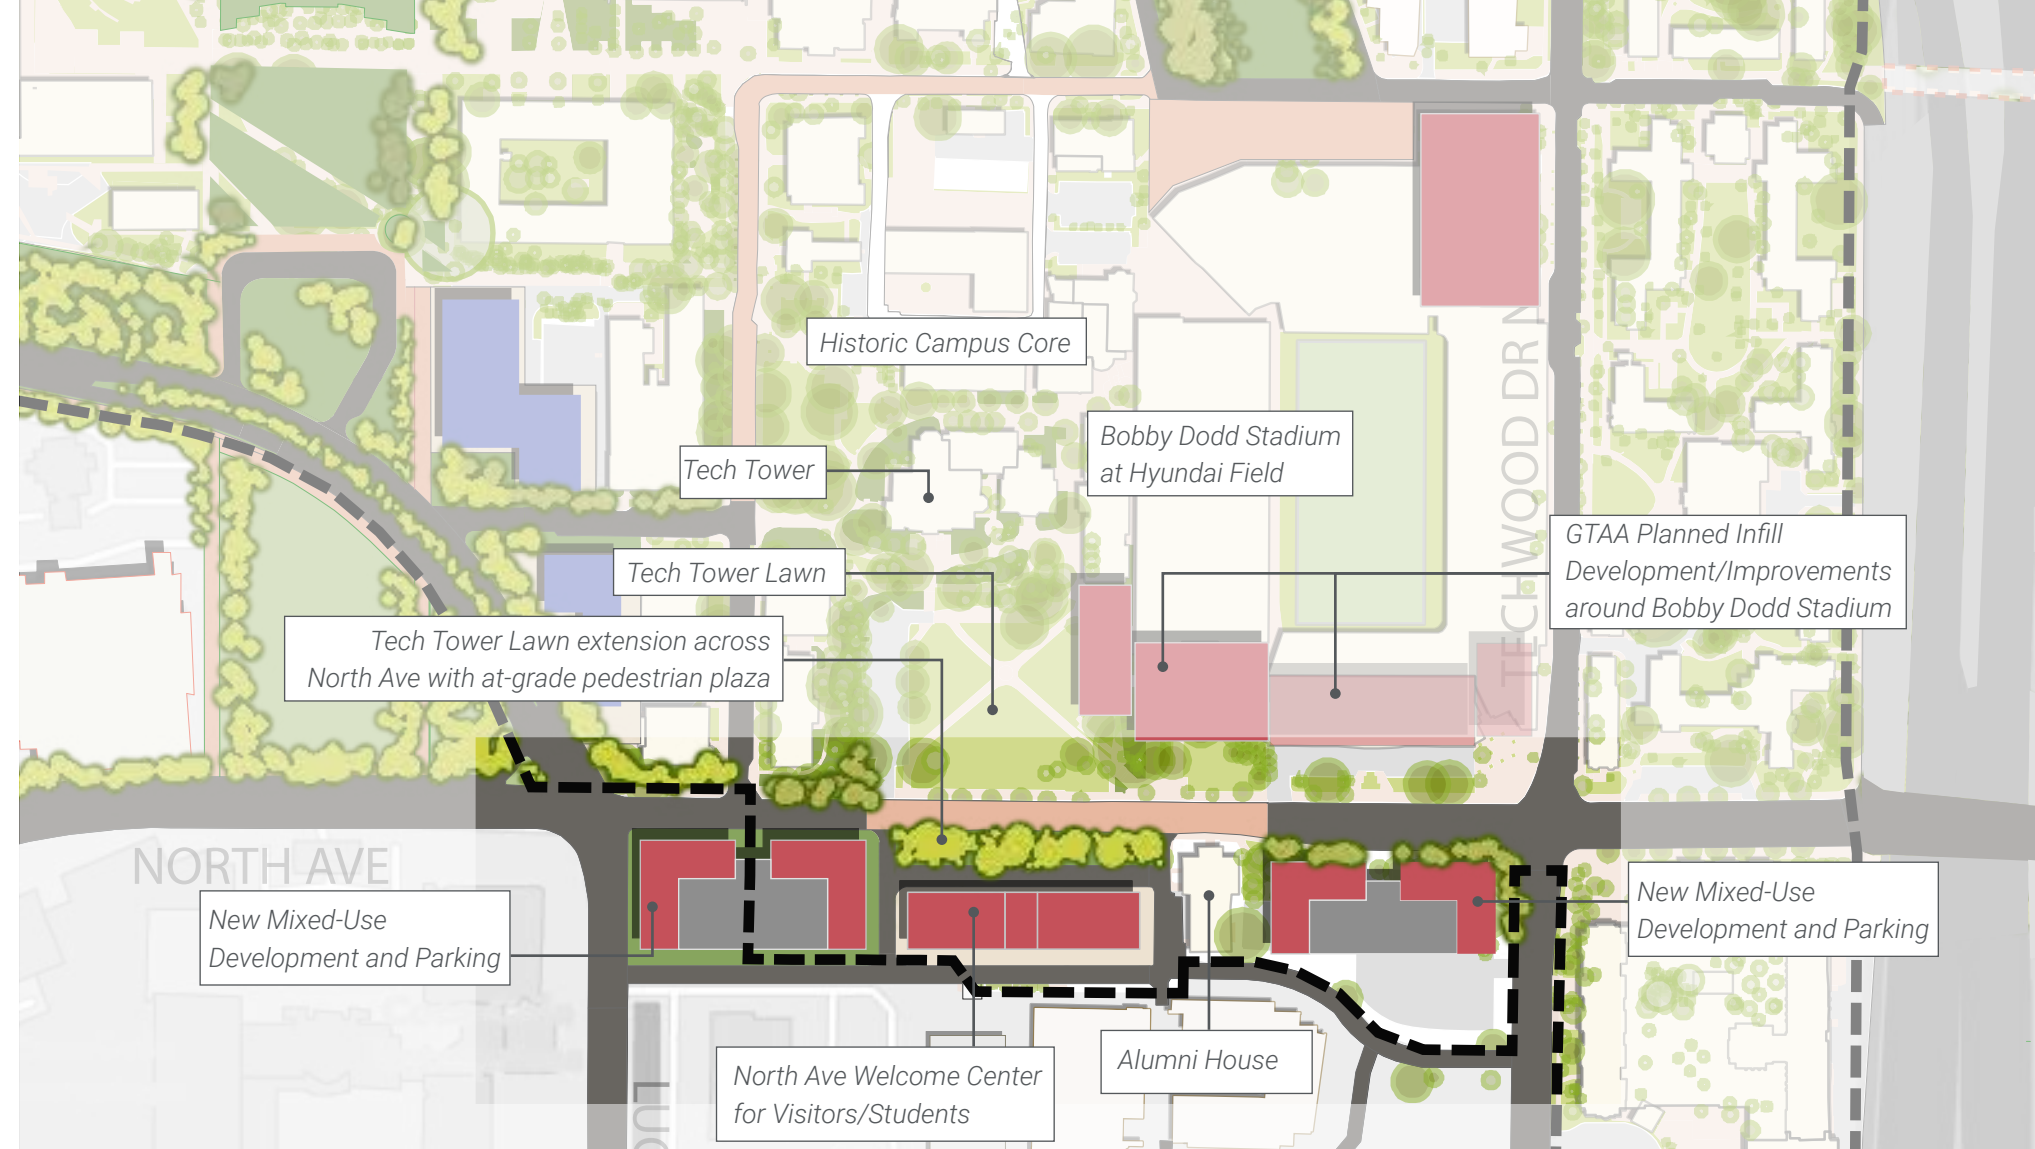 Historic Campus Core
TECHWOOD DR N
Bobby Dodd Stadium
at Hyundai Field
Tech Tower
GTAA Planned Infill
Development/Improvements
around Bobby Dodd Stadium
Tech Tower Lawn
Tech Tower Lawn extension across
North Ave with at-grade pedestrian plaza
NORTH AVE
New Mixed-Use
Development and Parking
New Mixed-Use
Development and Parking
North Ave Welcome Center
for Visitors/Students
Alumni House